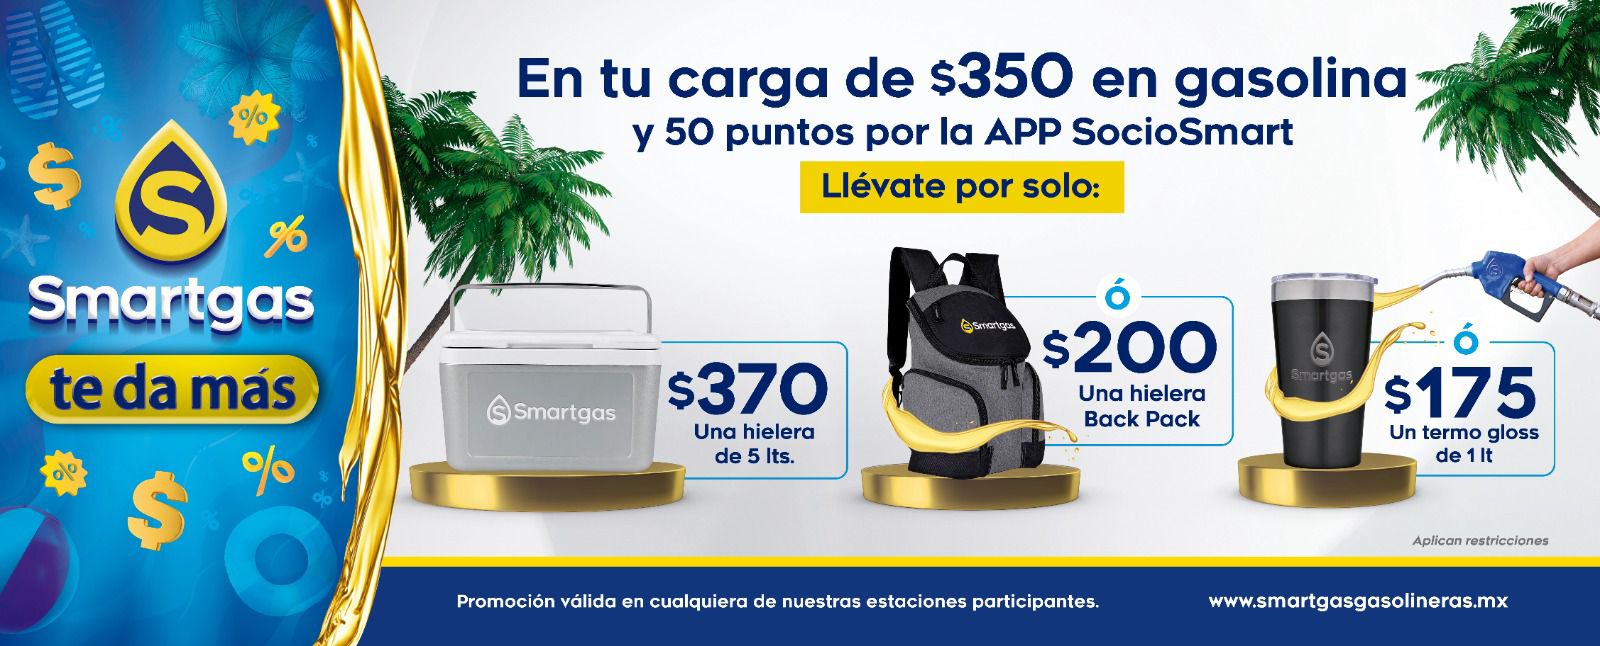 Smartgas
te da más
En tu carga de $350 en gasolina
y 50 puntos por la APP SocioSmart
Llévate por solo:
Smartgas
$370
Una hielera
de 5 lts.
Smartgas
ó
$200
Una hielera
Back Pack
Smartgas
ó
$175
Un termo gloss
de 1 lt
Aplican restricciones
Promoción válida en cualquiera de nuestras estaciones participantes.
www.smartgasgasolineras.mx